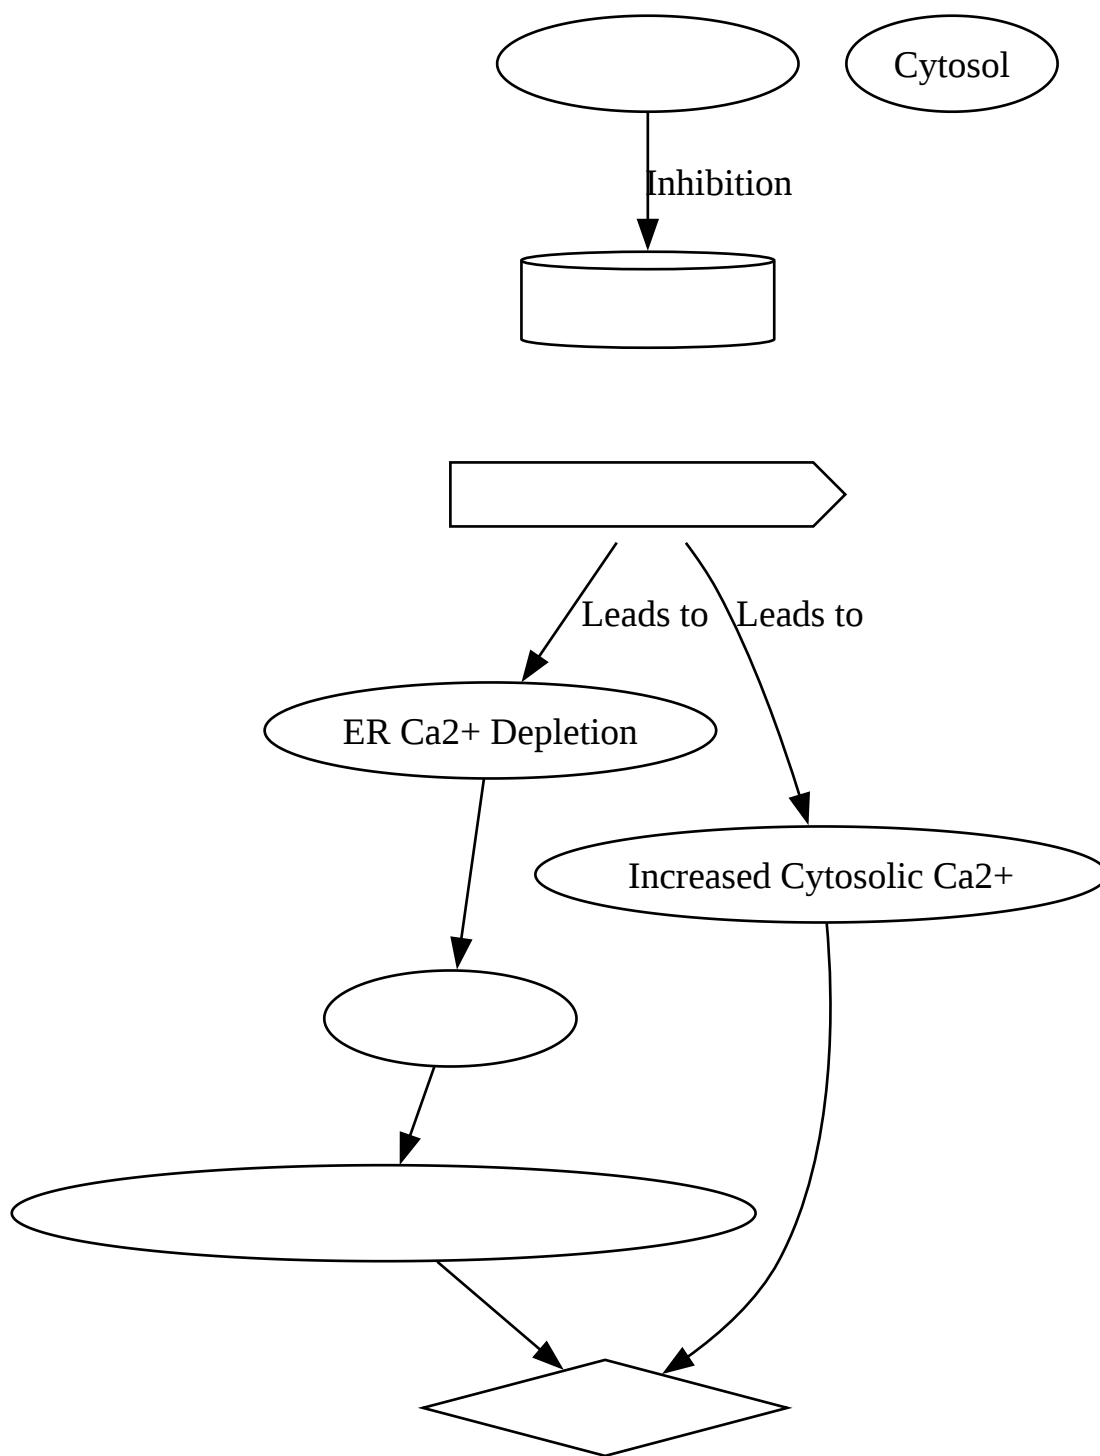 Cytosol
Inhibition
Leads to
Leads to
ER Ca2+ Depletion
Increased Cytosolic Ca2+